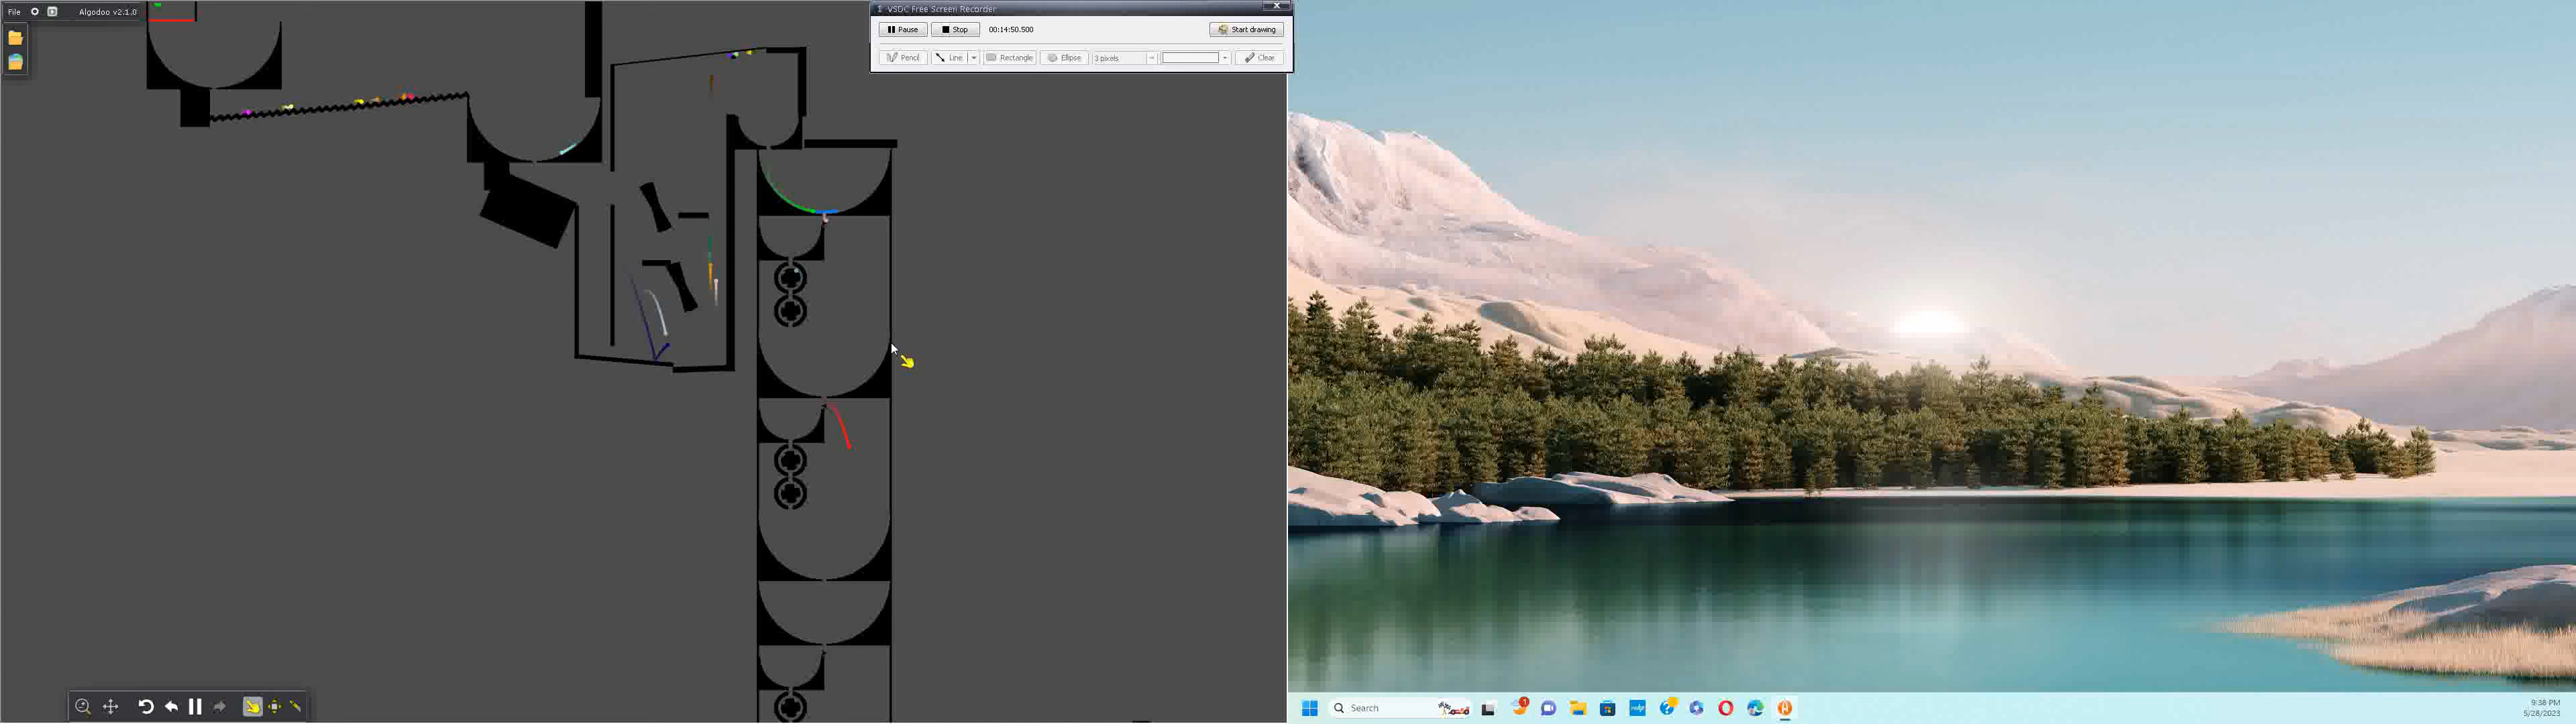 File
Algodoo v2.1.0
VSDC Free Screen Recorder
Pause
Stop
00:14:50.500
Start drawing
Pencil
Line
Rectangle
Ellipse
3 pixels
Clear
Search
9:38 PM
5/28/2023